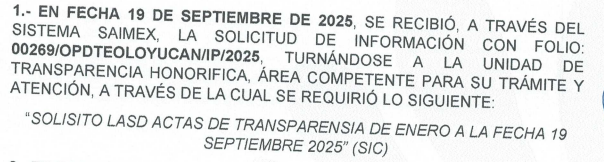 1.- EN FECHA 19 DE SEPTIEMBRE DE 2025, SE RECIBIÓ, A TRAVÉS DEL
SISTEMA SAIMEX, LA SOLICITUD DE INFORMACIÓN CON FOLIO:
00269/OPDTEOLOYUCAN/IP/2025, TURNÁNDOSE A LA UNIDAD DE
TRANSPARENCIA HONORIFICA, ÁREA COMPETENTE PARA SU TRÁMITE Y
ATENCIÓN, A TRAVÉS DE LA CUAL SE REQUIRIÓ LO SIGUIENTE:
“SOLISITO LASD ACTAS DE TRANSPARENSIA DE ENERO A LA FECHA 19
SEPTIEMBRE 2025” (SIC)